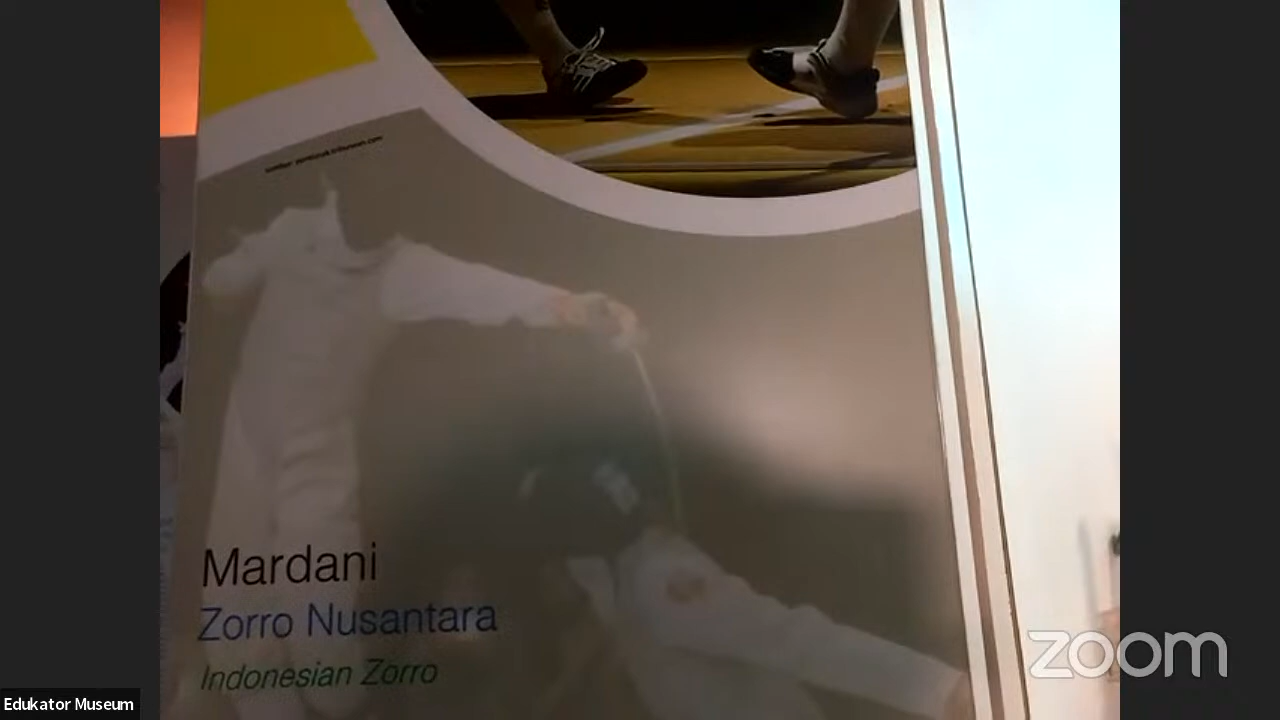 Mardani
Zorro Nusantara
Indonesian Zorro
zoom
Edukator Museum